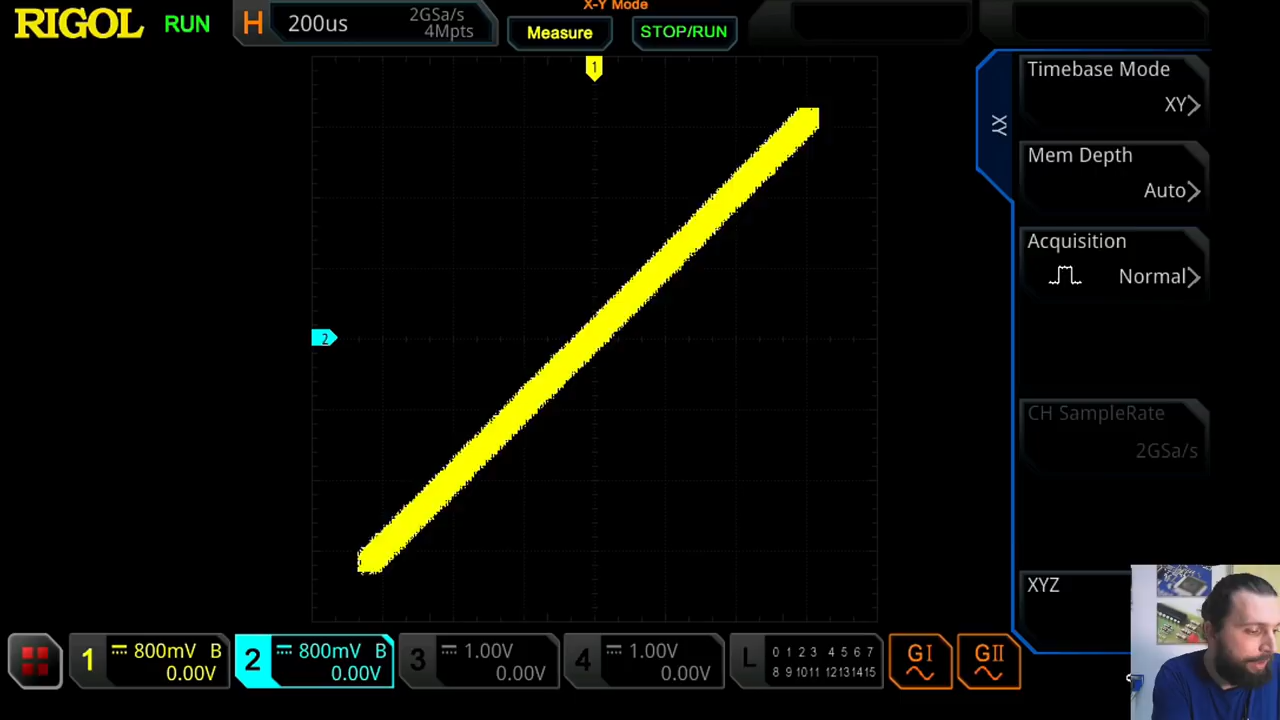 X-Y Mode
RIGOL RUN H 200us 2GSa/s Measure STOP/RUN
4Mpts
1
Timebase Mode
XY
XY
Mem Depth
Auto
Acquisition
Normal
2
CH SampleRate
2GSa/s
XYZ
1 800mV B 2 800mV B 3 1.00V 4 1.00V L 0 1 2 3 4 5 6 7 GI GII
0.00V 0.00V 0.00V 0.00V 8 9 10 11 12 13 14 15